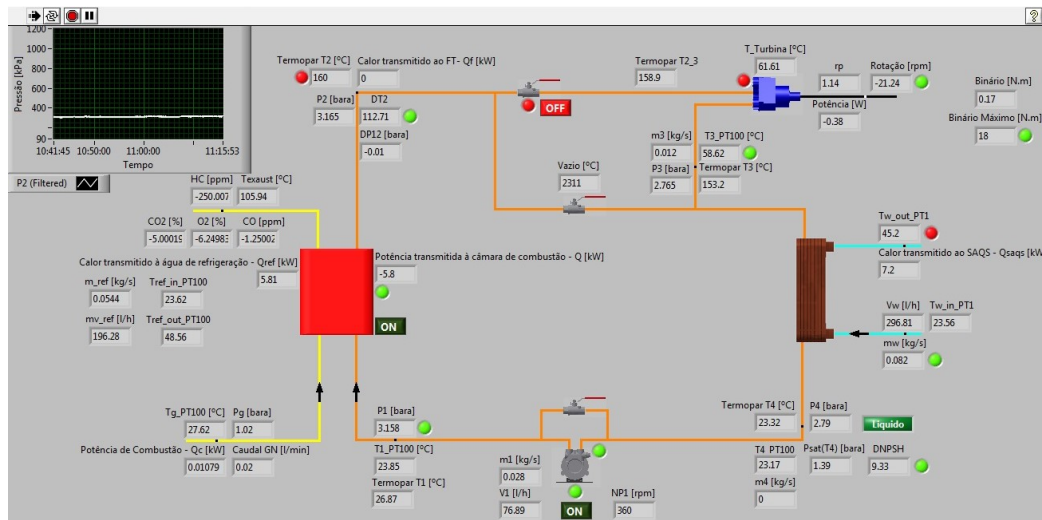 1200
1000
800
600
400
90
Pressão [kPa]
10:41:45 10:50:00 11:00:00 11:15:53
Tempo
P2 (Filtered)
Termopar T2 [ºC] Calor transmitido ao FT- Qf [kW]
160 0
P2 [bara] DT2
3.165 112.71
DP12 [bara]
-0.01
OFF
Termopar T2_3
158.9
T_Turbina [ºC]
61.61
rp Rotação [rpm]
1.14 -21.24
Potência [W]
-0.38
Binário [N.m]
0.17
Binário Máximo [N.m]
18
m3 [kg/s] T3_PT100 [ºC]
0.012 58.62
P3 [bara] Termopar T3 [ºC]
2.765 153.2
Vazio [ºC]
2311
HC [ppm] Texaust [ºC]
-250.007 105.94
CO2 [%] O2 [%] CO [ppm]
-5.00019 -6.24983 -1.25002
Calor transmitido à água de refrigeração - Qref [kW]
5.81
m_ref [kg/s] Tref_in_PT100
0.0544 23.62
mv_ref [l/h] Tref_out_PT100
196.28 48.56
Potência transmitida à câmara de combustão - Q [kW]
-5.8
ON
Tw_out_PT1
45.2
Calor transmitido ao SAQS - Qsaqs [kW
7.2
Vw [l/h] Tw_in_PT1
296.81 23.56
mw [kg/s]
0.082
Tg_PT100 [ºC] Pg [bara]
27.62 1.02
Potência de Combustão - Qc [kW] Caudal GN [l/min]
0.01079 0.02
P1 [bara]
3.158
T1_PT100 [ºC]
23.85
Termopar T1 [ºC]
26.87
m1 [kg/s]
0.028
V1 [l/h]
76.89
ON
NP1 [rpm]
360
Termopar T4 [ºC] P4 [bara]
23.32 2.79
Liquido
T4_PT100 Psat(T4) [bara] DNPSH
23.17 1.39 9.33
m4 [kg/s]
0